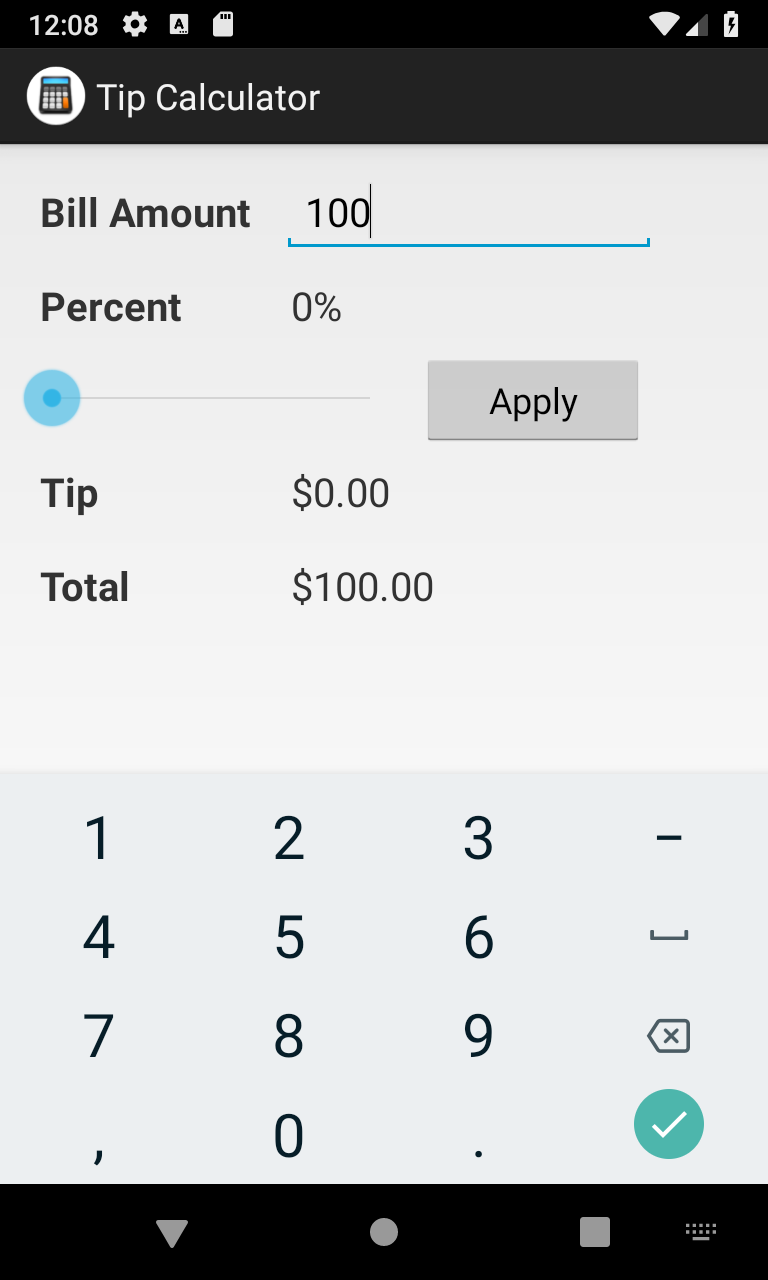 12:08
Tip Calculator
Bill Amount 100
Percent 0%
Apply
Tip $0.00
Total $100.00
1 2 3 –
4 5 6
7 8 9
, 0 .